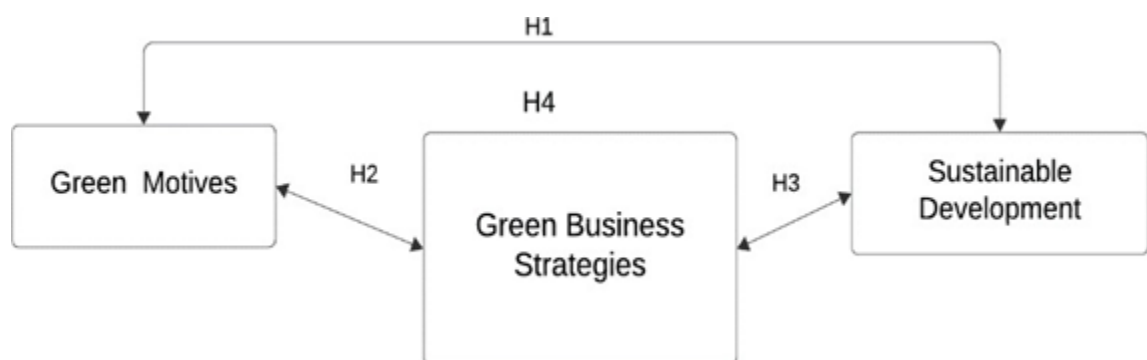 H1
H4
Green Motives
H2
Green Business
Strategies
H3
Sustainable
Development